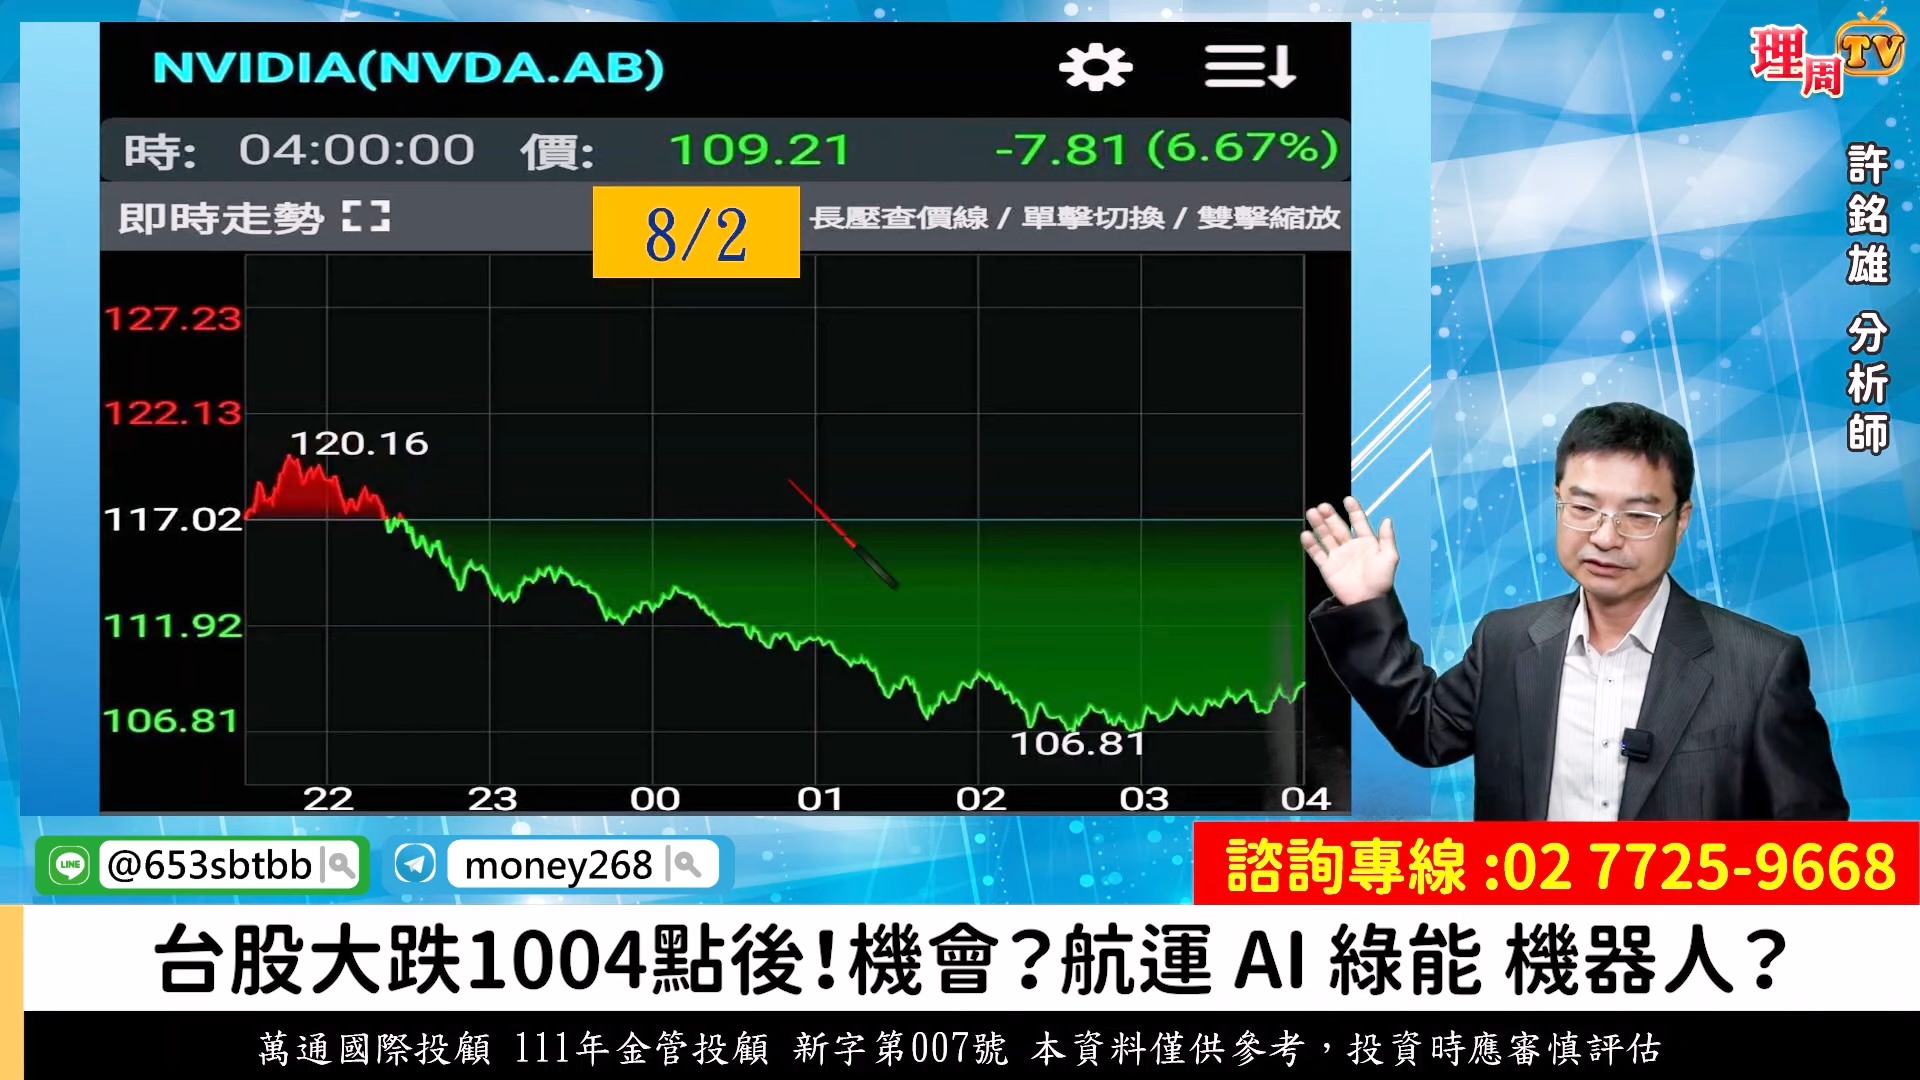 NVIDIA(NVDA.AB)
時: 04:00:00 價: 109.21 -7.81 (6.67%)
即時走勢
8/2
長壓查價線 / 單擊切換 / 雙擊縮放
127.23
122.13
120.16
117.02
111.92
106.81
106.81
22 23 00 01 02 03 04
理周TV
許銘雄 分析師
LINE @653sbtbb
money268
諮詢專線:02 7725-9668
台股大跌1004點後!機會?航運 AI 綠能 機器人?
萬通國際投顧 111年金管投顧 新字第007號 本資料僅供參考，投資時應審慎評估